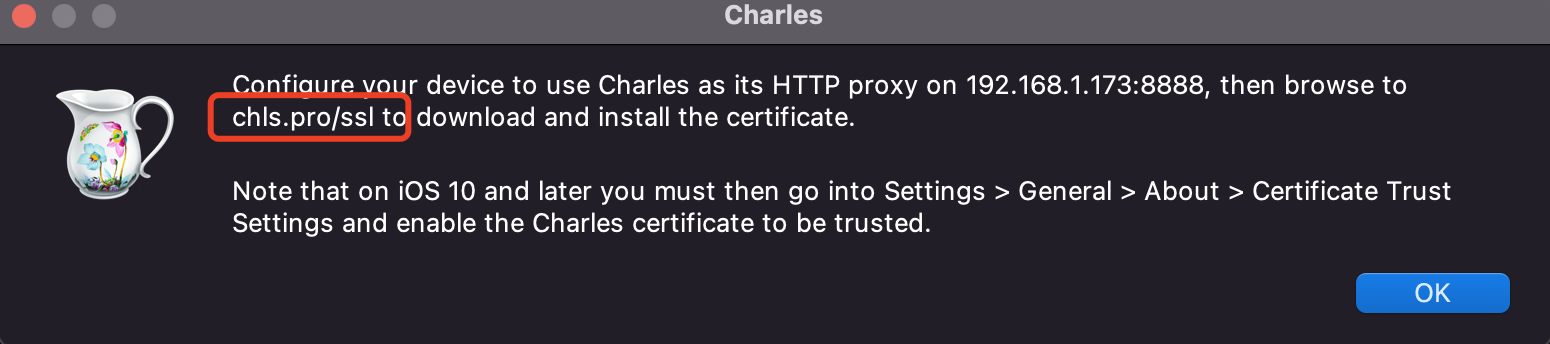 Charles
Configure your device to use Charles as its HTTP proxy on 192.168.1.173:8888, then browse to
chls.pro/ssl to download and install the certificate.
Note that on iOS 10 and later you must then go into Settings > General > About > Certificate Trust
Settings and enable the Charles certificate to be trusted.
OK